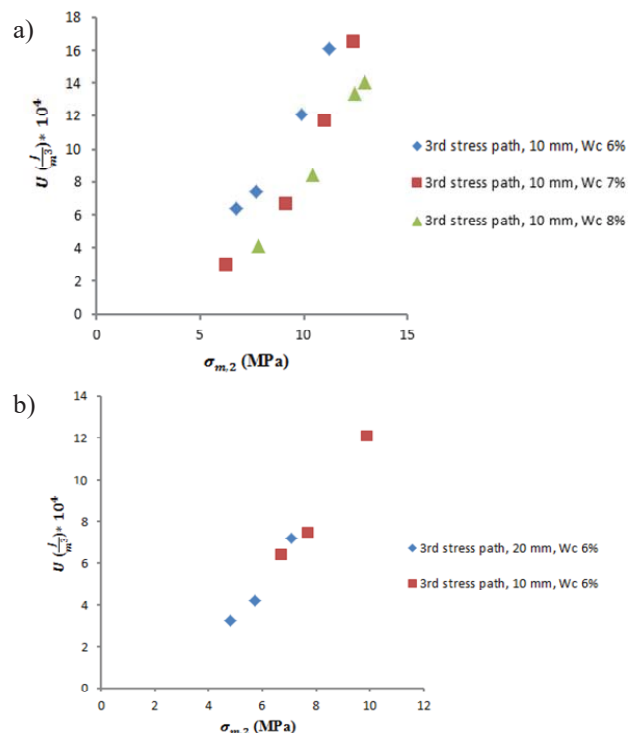 a)
18
16
14
12
10
8
6
4
2
0
U (J/m³)* 10⁴
0 5 10 15
σm,2 (MPa)
3rd stress path, 10 mm, Wc 6%
3rd stress path, 10 mm, Wc 7%
3rd stress path, 10 mm, Wc 8%
b)
14
12
10
8
6
4
2
0
U (J/m³)* 10⁴
0 2 4 6 8 10 12
σm,2 (MPa)
3rd stress path, 20 mm, Wc 6%
3rd stress path, 10 mm, Wc 6%